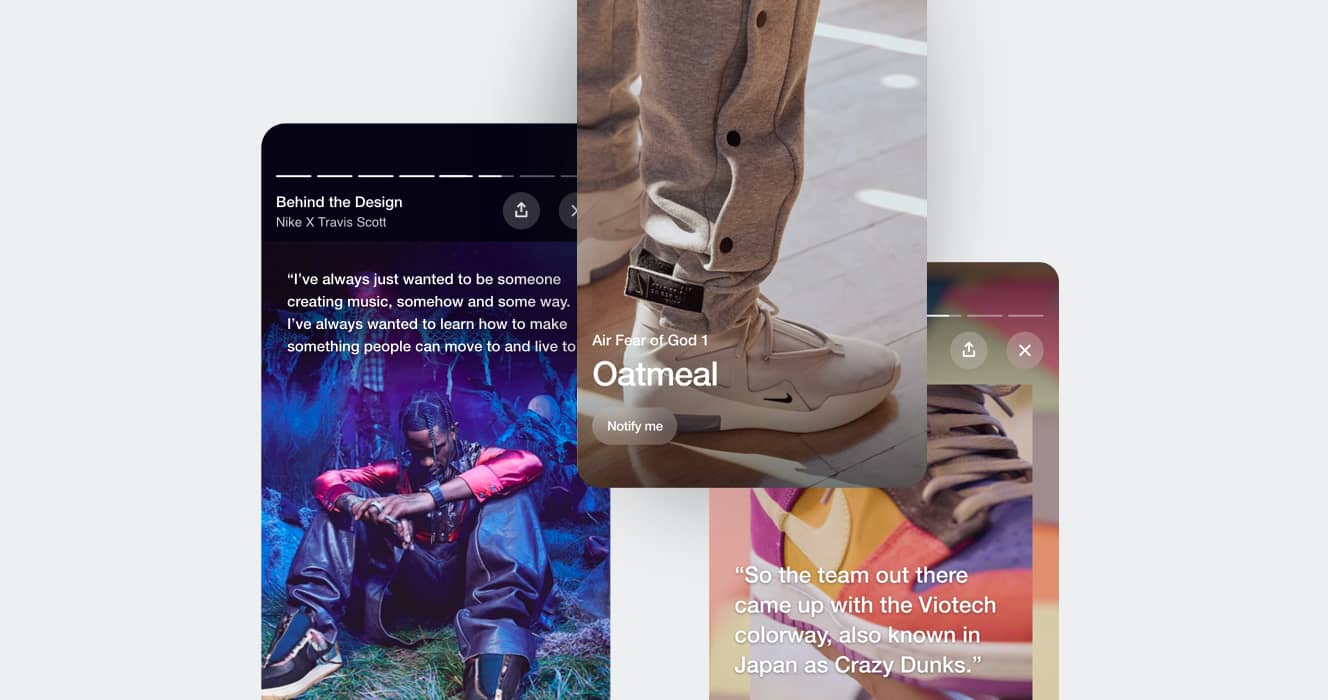 Behind the Design
Nike X Travis Scott
“I’ve always just wanted to be someone
creating music, somehow and some way.
I’ve always wanted to learn how to make
something people can move to and live to
Air Fear of God 1
Oatmeal
Notify me
“So the team out there
came up with the Viotech
colorway, also known in
Japan as Crazy Dunks.”